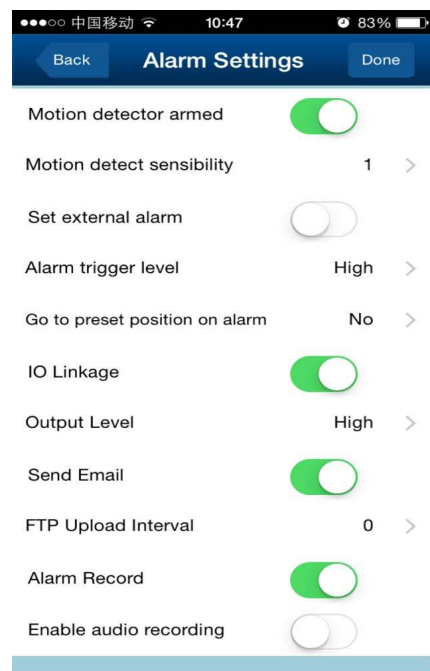 中国移动 10:47 83%
Back Alarm Settings Done
Motion detector armed
Motion detect sensibility 1
Set external alarm
Alarm trigger level High
Go to preset position on alarm No
IO Linkage
Output Level High
Send Email
FTP Upload Interval 0
Alarm Record
Enable audio recording